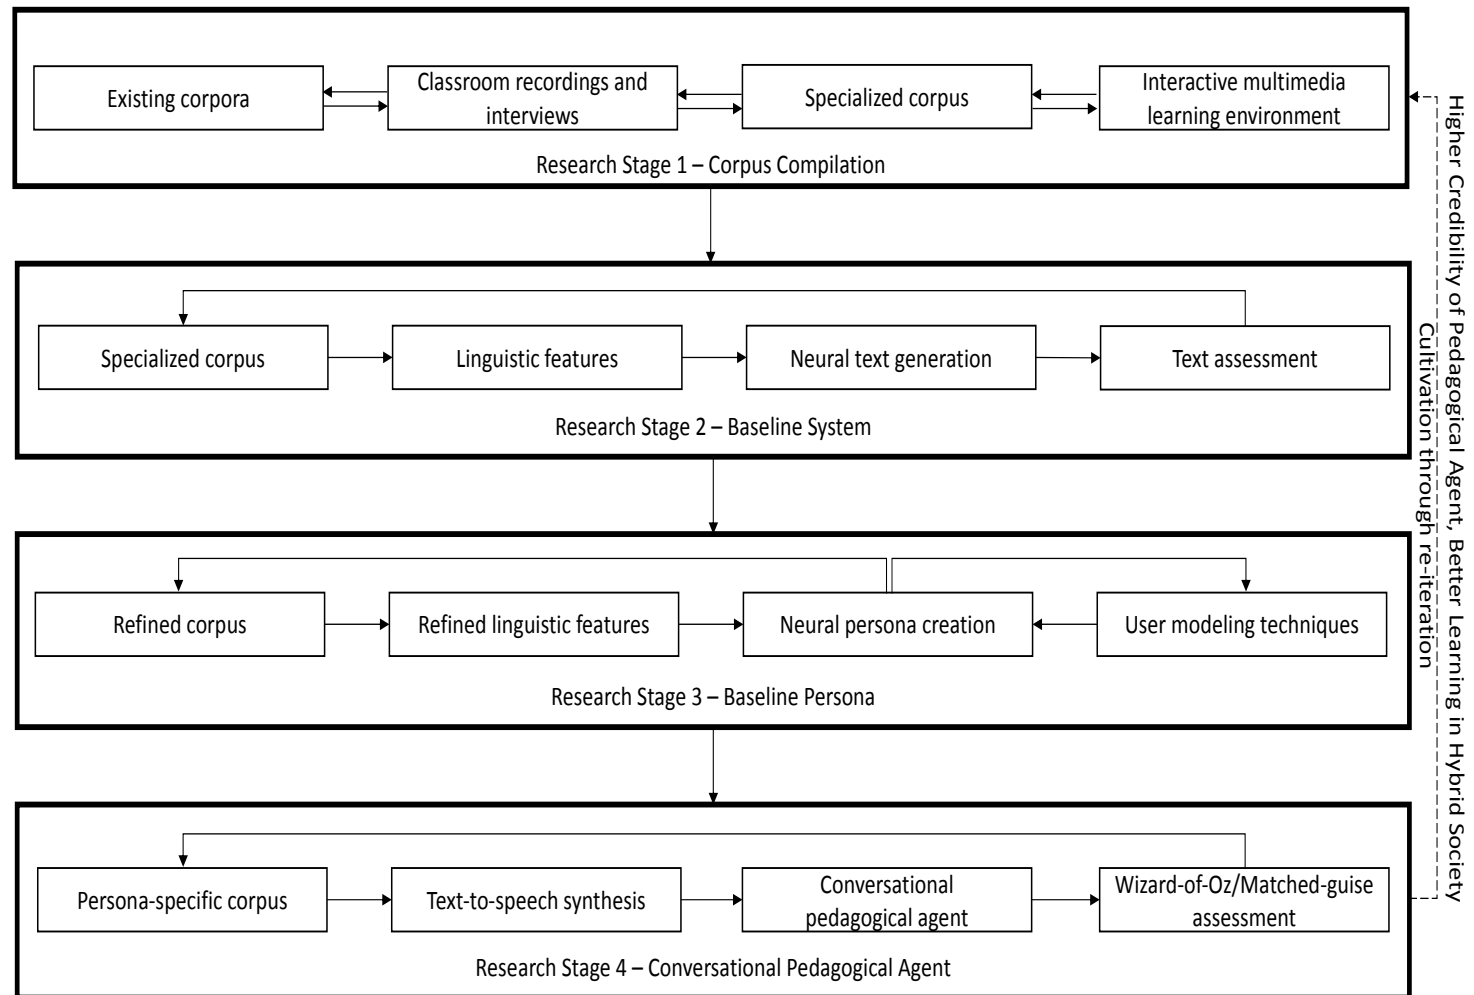 Existing corpora
Classroom recordings and
interviews
Specialized corpus
Interactive multimedia
learning environment
Research Stage 1 – Corpus Compilation
Specialized corpus
Linguistic features
Neural text generation
Text assessment
Research Stage 2 – Baseline System
Refined corpus
Refined linguistic features
Neural persona creation
User modeling techniques
Research Stage 3 – Baseline Persona
Persona-specific corpus
Text-to-speech synthesis
Conversational
pedagogical agent
Wizard-of-Oz/Matched-guise
assessment
Research Stage 4 – Conversational Pedagogical Agent
Higher Credibility of Pedagogical Agent, Better Learning in Hybrid Society
Cultivation through re-iteration